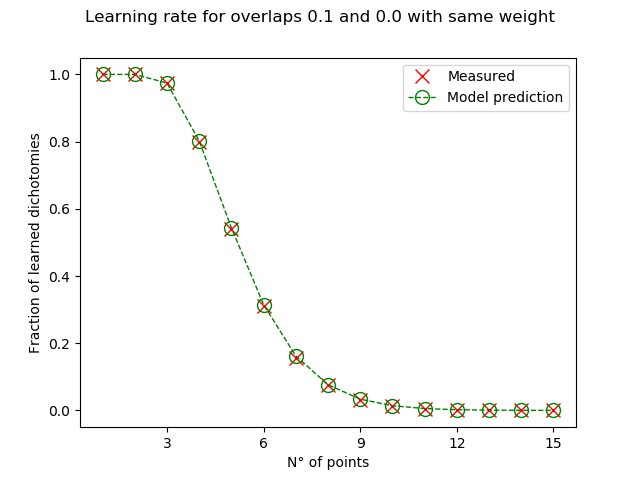 Learning rate for overlaps 0.1 and 0.0 with same weight
Measured
Model prediction
Fraction of learned dichotomies
1.0
0.8
0.6
0.4
0.2
0.0
3 6 9 12 15
N° of points